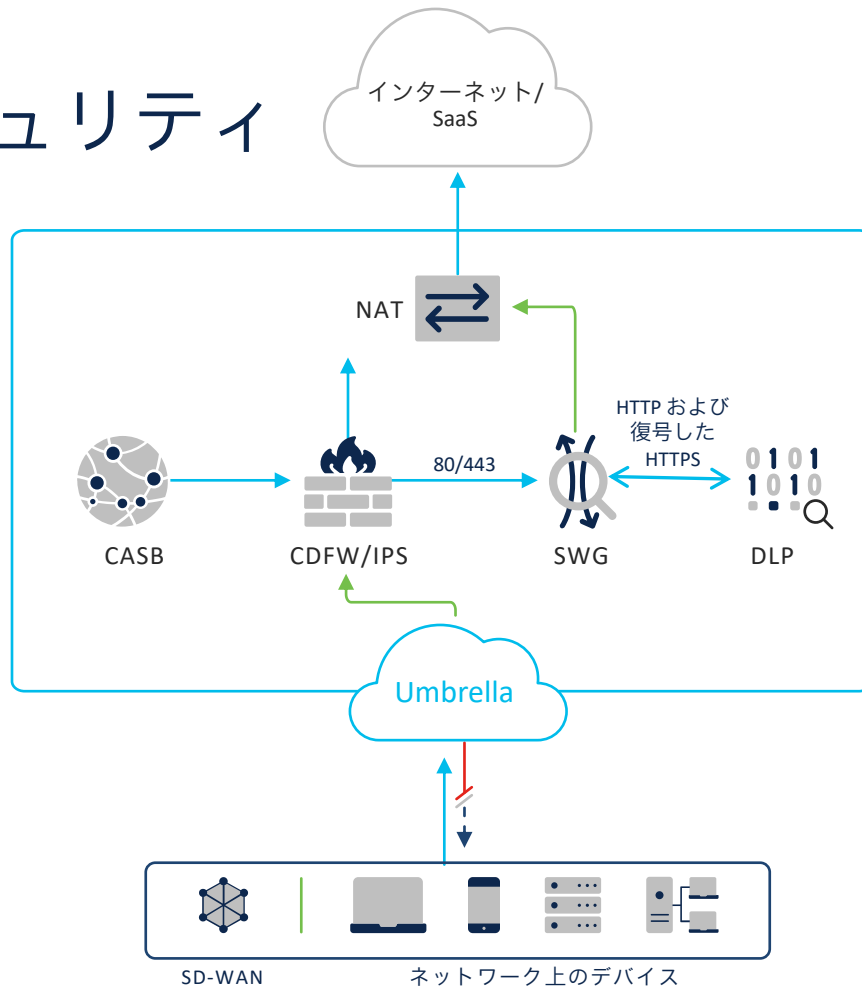 ュリティ
インターネット/
SaaS
NAT
HTTP および
復号した
HTTPS
80/443
0101
1010
CASB
CDFW/IPS
SWG
DLP
Umbrella
SD-WAN
ネットワーク上のデバイス